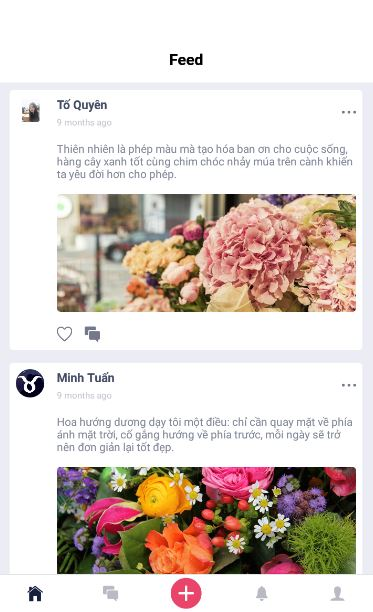 Feed
Tố Quyên
9 months ago
Thiên nhiên là phép màu mà tạo hóa ban ơn cho cuộc sống,
hàng cây xanh tốt cùng chim chóc nhảy múa trên cành khiến
ta yêu đời hơn cho phép.
Minh Tuấn
9 months ago
Hoa hướng dương dạy tôi một điều: chỉ cần quay mặt về phía
ánh mặt trời, cố gắng hướng về phía trước, mỗi ngày sẽ trở
nên đơn giản lại tốt đẹp.